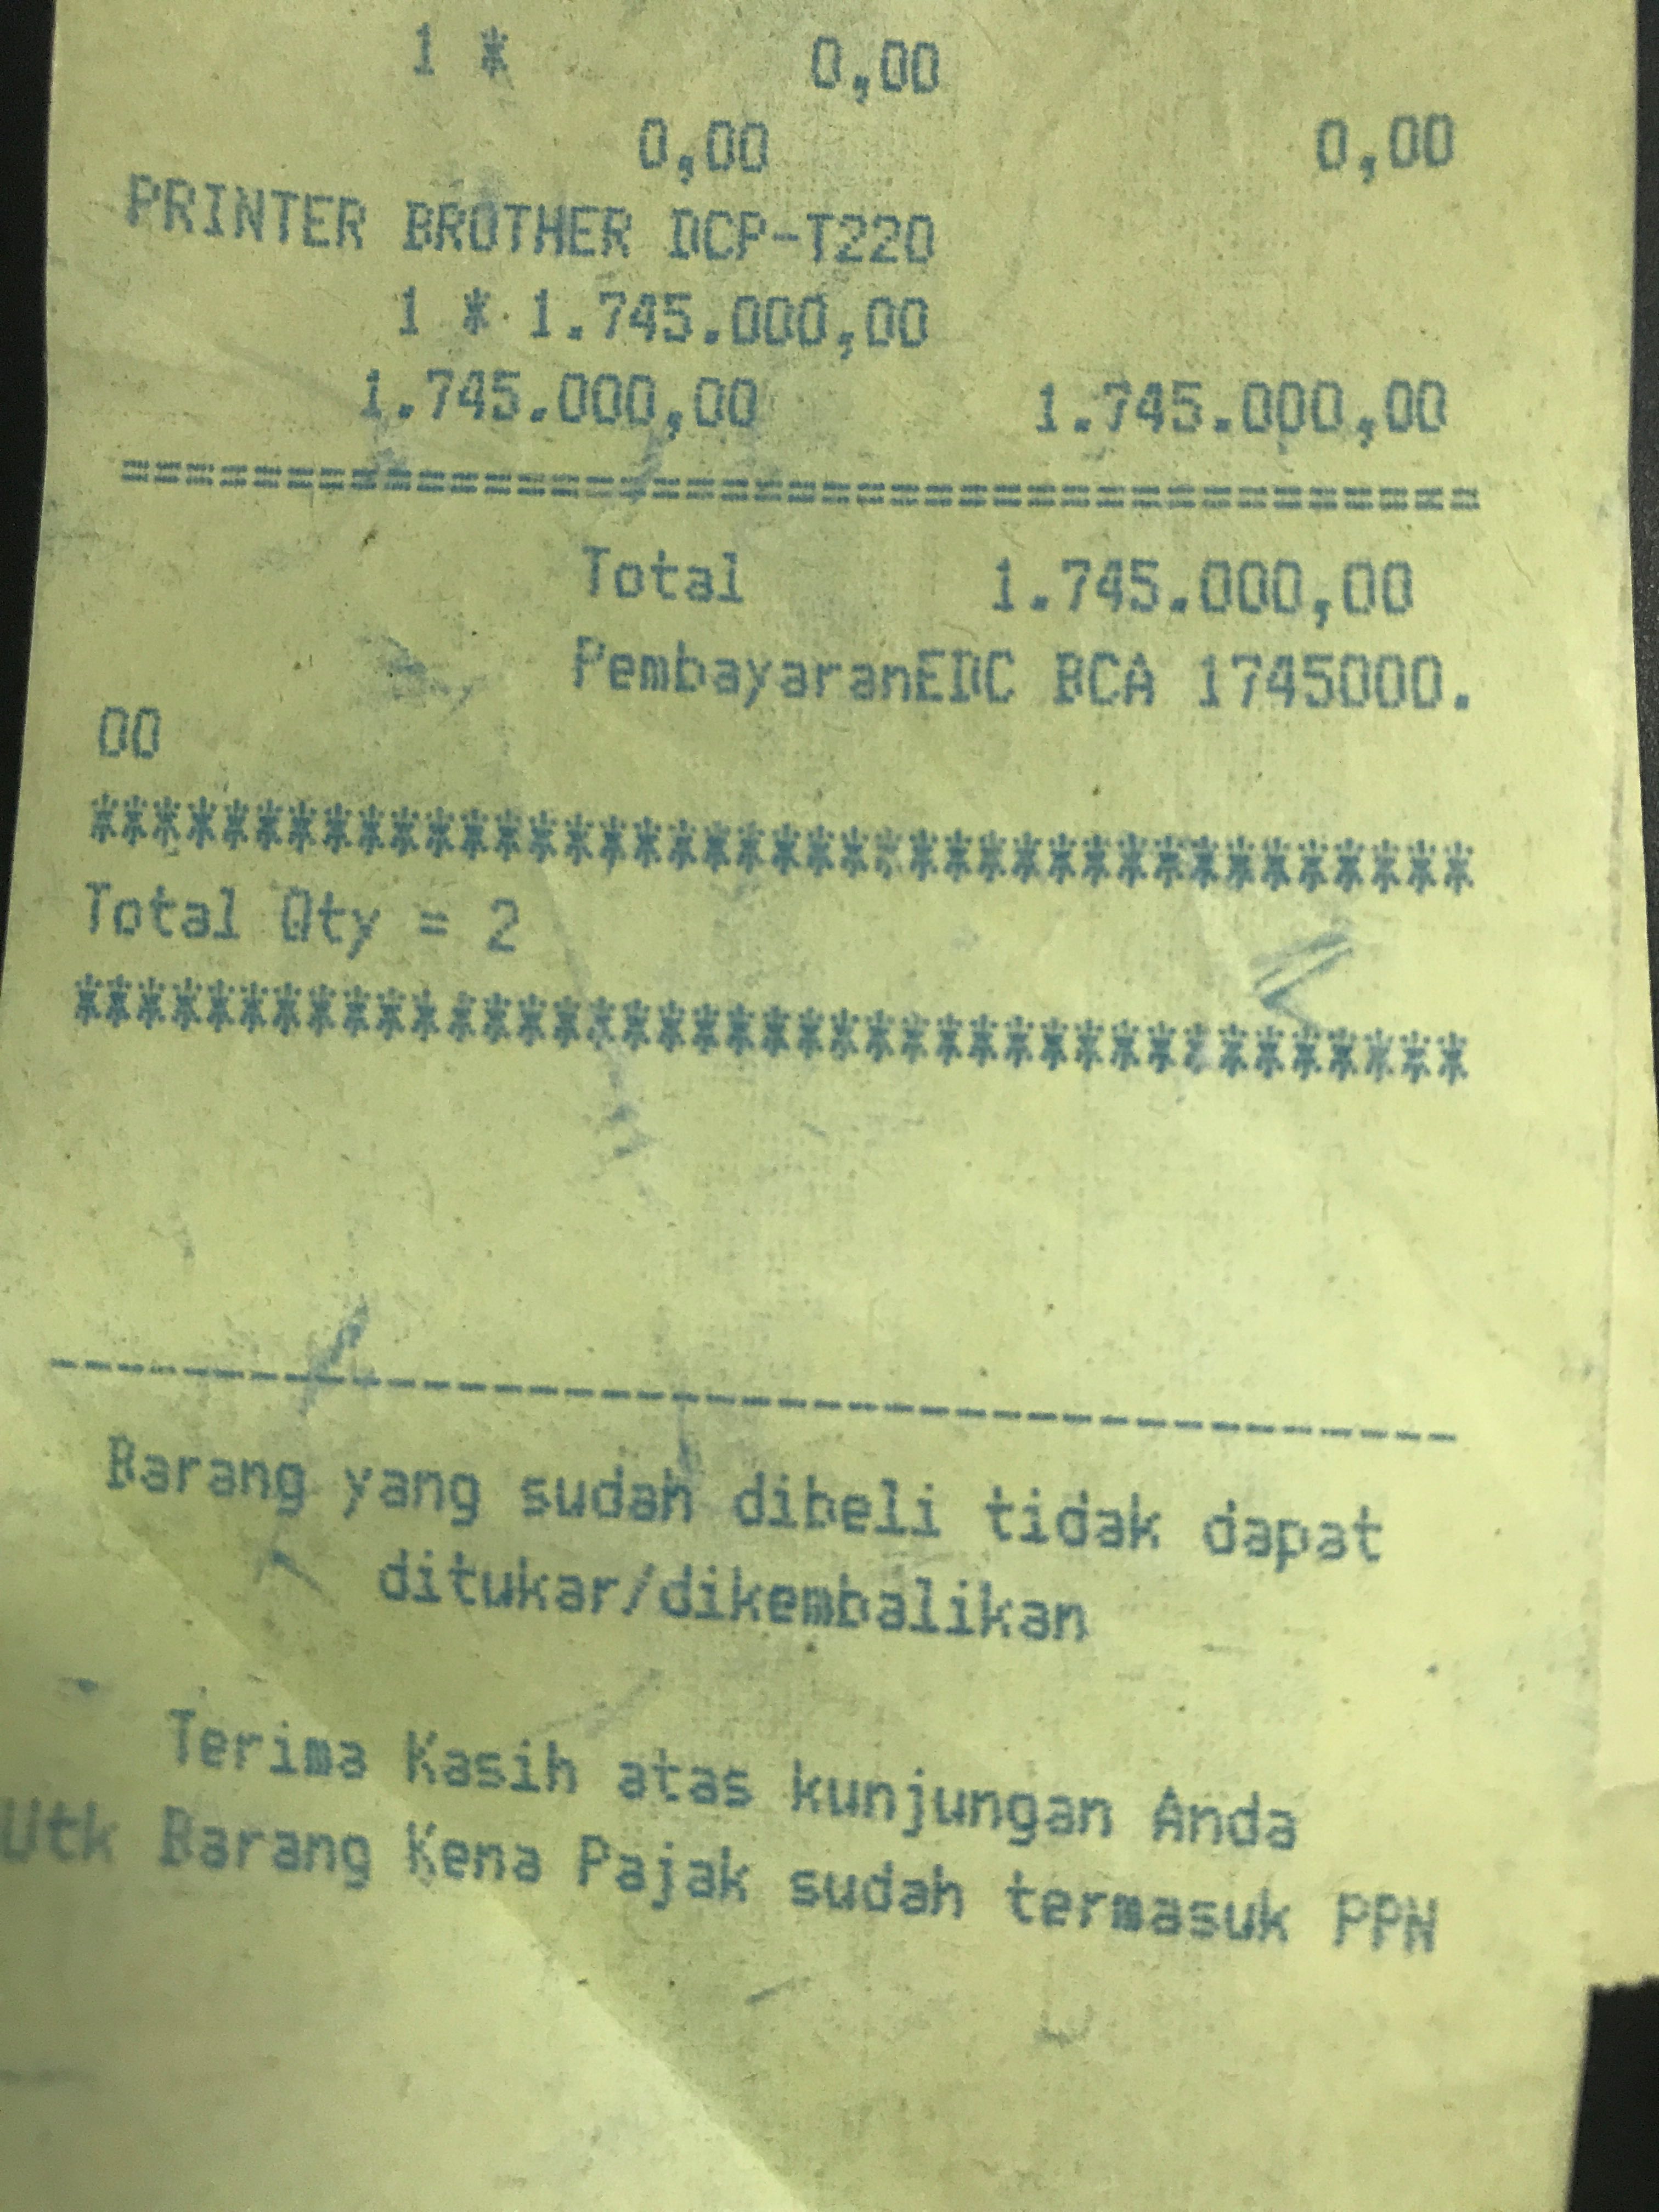 1 * 0,00
0,00 0,00
PRINTER BROTHER DCP-T220
1 * 1.745.000,00
1.745.000,00 1.745.000,00
=========================================
Total 1.745.000,00
PembayaranEDC BCA 1745000.
00
****************************************
Total Qty = 2
****************************************
------------------------------------------
Barang yang sudah dibeli tidak dapat
ditukar/dikembalikan
Terima Kasih atas kunjungan Anda
Utk Barang Kena Pajak sudah termasuk PPN